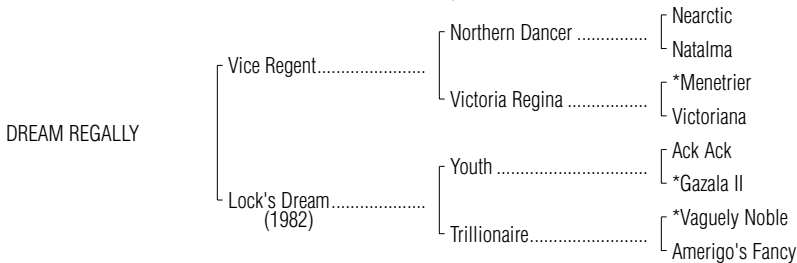 Nearctic
Northern Dancer ...............
Natalma
Vice Regent.......................
*Menetrier
Victoria Regina .................
Victoriana
DREAM REGALLY
Ack Ack
Youth ................................
*Gazala II
Lock's Dream....................
(1982)
*Vaguely Noble
Trillionaire.........................
Amerigo's Fancy